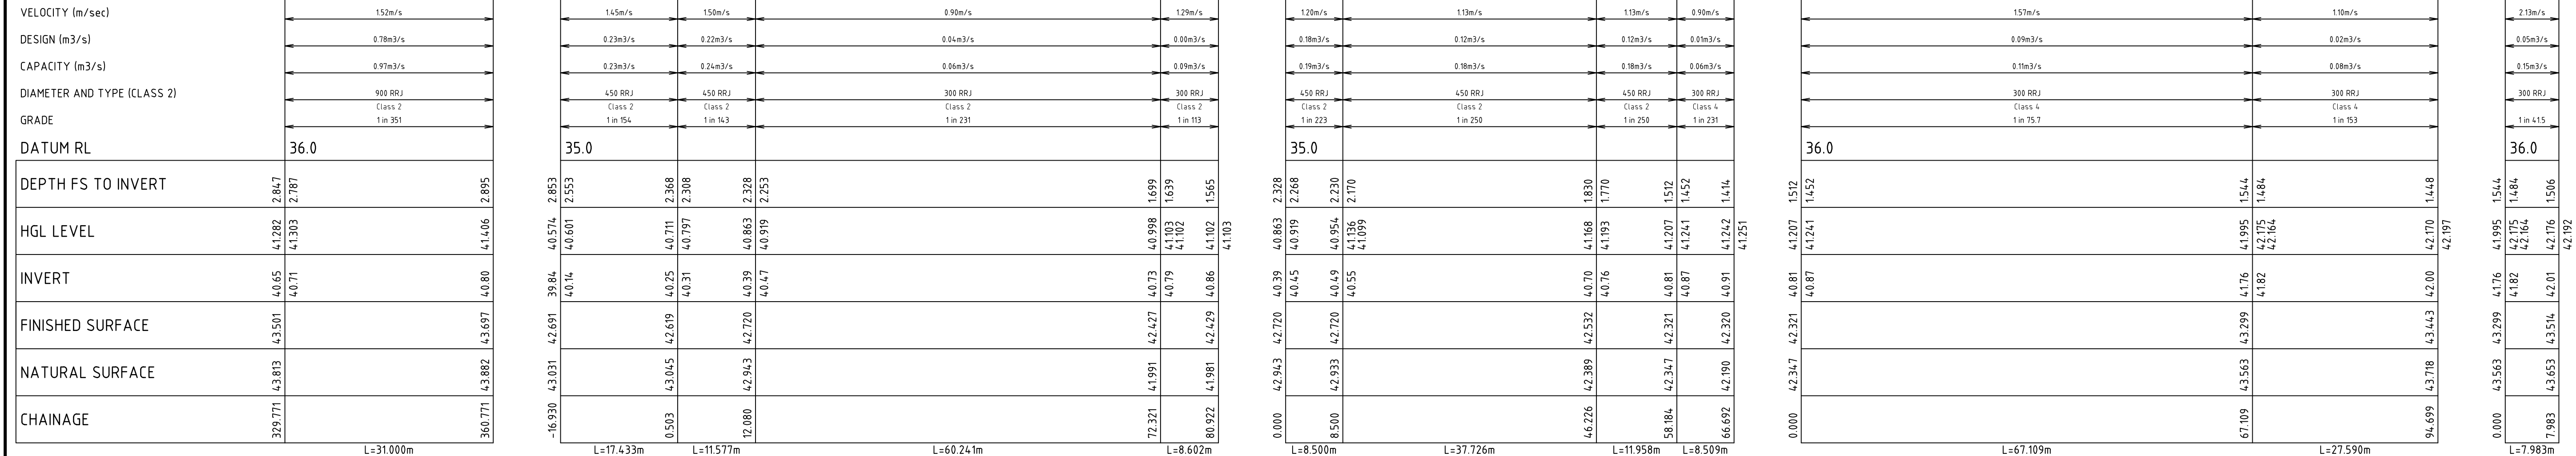 VELOCITY (m/sec) 1.52m/s 1.45m/s 1.50m/s 0.90m/s 1.29m/s 1.20m/s 1.13m/s 1.13m/s 0.90m/s 1.57m/s 1.10m/s 2.13m/s
DESIGN (m3/s) 0.78m3/s 0.23m3/s 0.22m3/s 0.04m3/s 0.00m3/s 0.18m3/s 0.12m3/s 0.12m3/s 0.01m3/s 0.09m3/s 0.02m3/s 0.05m3/s
CAPACITY (m3/s) 0.97m3/s 0.23m3/s 0.24m3/s 0.06m3/s 0.09m3/s 0.19m3/s 0.18m3/s 0.18m3/s 0.06m3/s 0.11m3/s 0.08m3/s 0.15m3/s
DIAMETER AND TYPE (CLASS 2) 900 RRJ 450 RRJ 450 RRJ 300 RRJ 300 RRJ 450 RRJ 450 RRJ 450 RRJ 300 RRJ 300 RRJ 300 RRJ 300 RRJ
Class 2 Class 2 Class 2 Class 2 Class 2 Class 2 Class 2 Class 2 Class 4 Class 4 Class 4
GRADE 1 in 351 1 in 154 1 in 143 1 in 231 1 in 113 1 in 223 1 in 250 1 in 250 1 in 231 1 in 75.7 1 in 153 1 in 41.5
DATUM RL 36.0 35.0 35.0 36.0 36.0
DEPTH FS TO INVERT 2.847 2.787 2.895 2.853 2.553 2.368 2.308 2.328 2.253 1.699 1.639 1.565 2.328 2.268 2.230 2.170 1.830 1.770 1.512 1.452 1.414 1.512 1.452 1.544 1.484 1.448 1.544 1.484 1.506
HGL LEVEL 41.282 41.303 41.406 40.574 40.601 40.711 40.797 40.863 40.919 40.998 41.103 41.102 41.102 41.103 40.863 40.919 40.954 41.136 41.099 41.168 41.193 41.207 41.241 41.242 41.251 41.207 41.241 41.995 42.175 42.164 42.170 42.197 41.995 42.175 42.164 42.176 42.192
INVERT 40.65 40.71 40.80 39.84 40.14 40.25 40.31 40.39 40.47 40.73 40.79 40.86 40.39 40.45 40.49 40.55 40.70 40.76 40.81 40.87 40.91 40.81 40.87 41.76 41.82 42.00 41.76 41.82 42.01
FINISHED SURFACE 43.501 43.697 42.691 42.619 42.720 42.427 42.429 42.720 42.720 42.532 42.321 42.320 42.321 43.299 43.443 43.299 43.514
NATURAL SURFACE 43.813 43.882 43.031 43.045 42.943 41.991 41.981 42.943 42.933 42.389 42.347 42.190 42.347 43.563 43.718 43.563 43.653
CHAINAGE 329.771 360.771 -16.930 0.503 12.080 72.321 80.922 0.000 8.500 46.226 58.184 66.692 0.000 67.109 94.699 0.000 7.983
L=31.000m L=17.433m L=11.577m L=60.241m L=8.602m L=8.500m L=37.726m L=11.958m L=8.509m L=67.109m L=27.590m L=7.983m